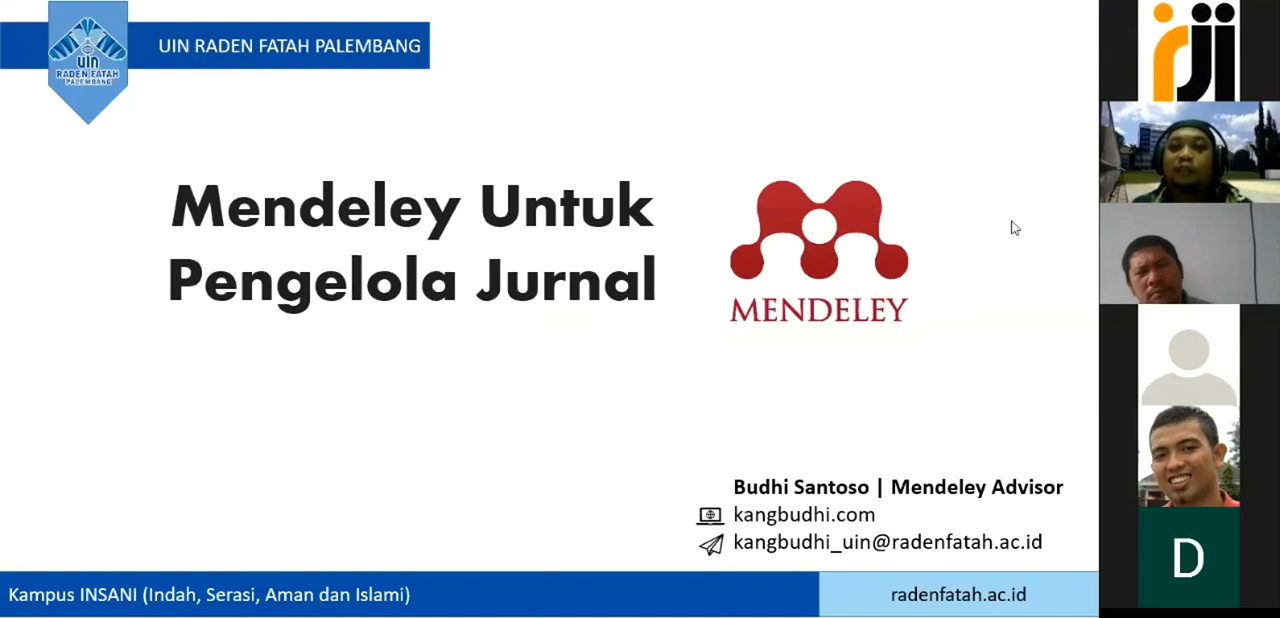 UIN RADEN FATAH PALEMBANG
UIN
RADEN FATAH
PALEMBANG
Mendeley Untuk
Pengelola Jurnal
MENDELEY
Budhi Santoso | Mendeley Advisor
kangbudhi.com
kangbudhi_uin@radenfatah.ac.id
Kampus INSANI (Indah, Serasi, Aman dan Islami)
radenfatah.ac.id
rji
D